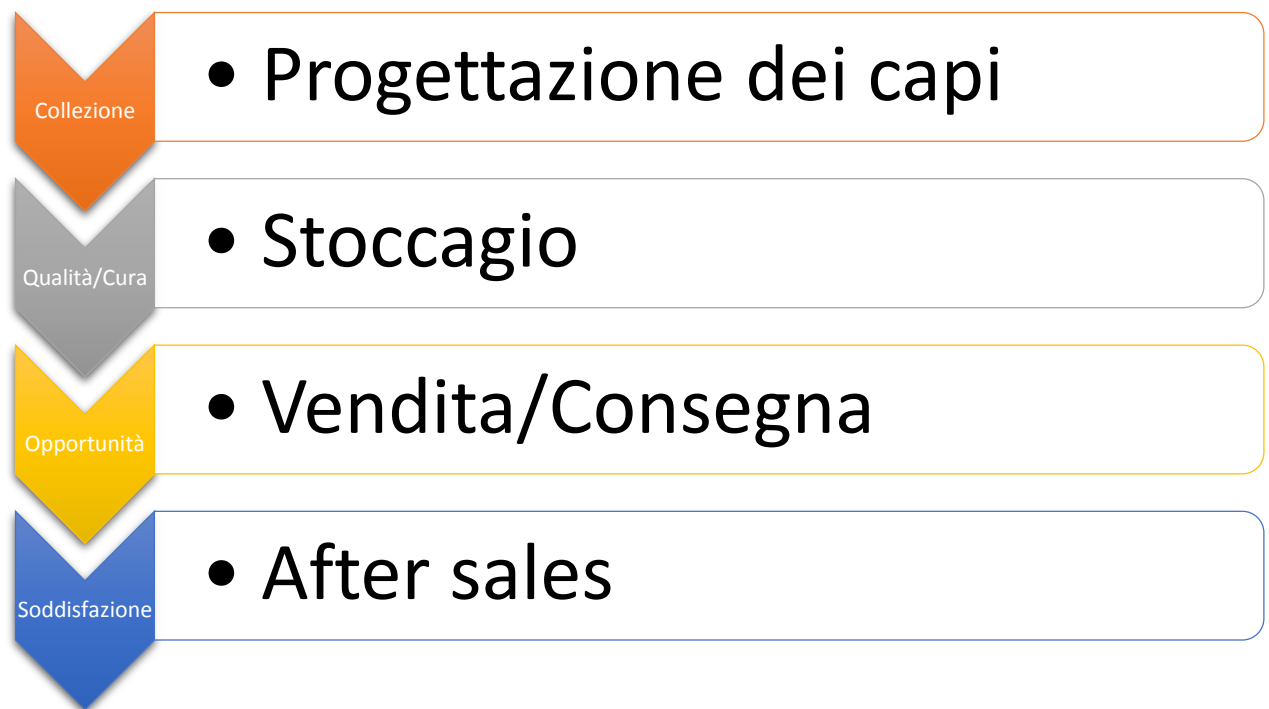 Collezione
• Progettazione dei capi
Qualità/Cura
• Stoccagio
Opportunità
• Vendita/Consegna
Soddisfazione
• After sales